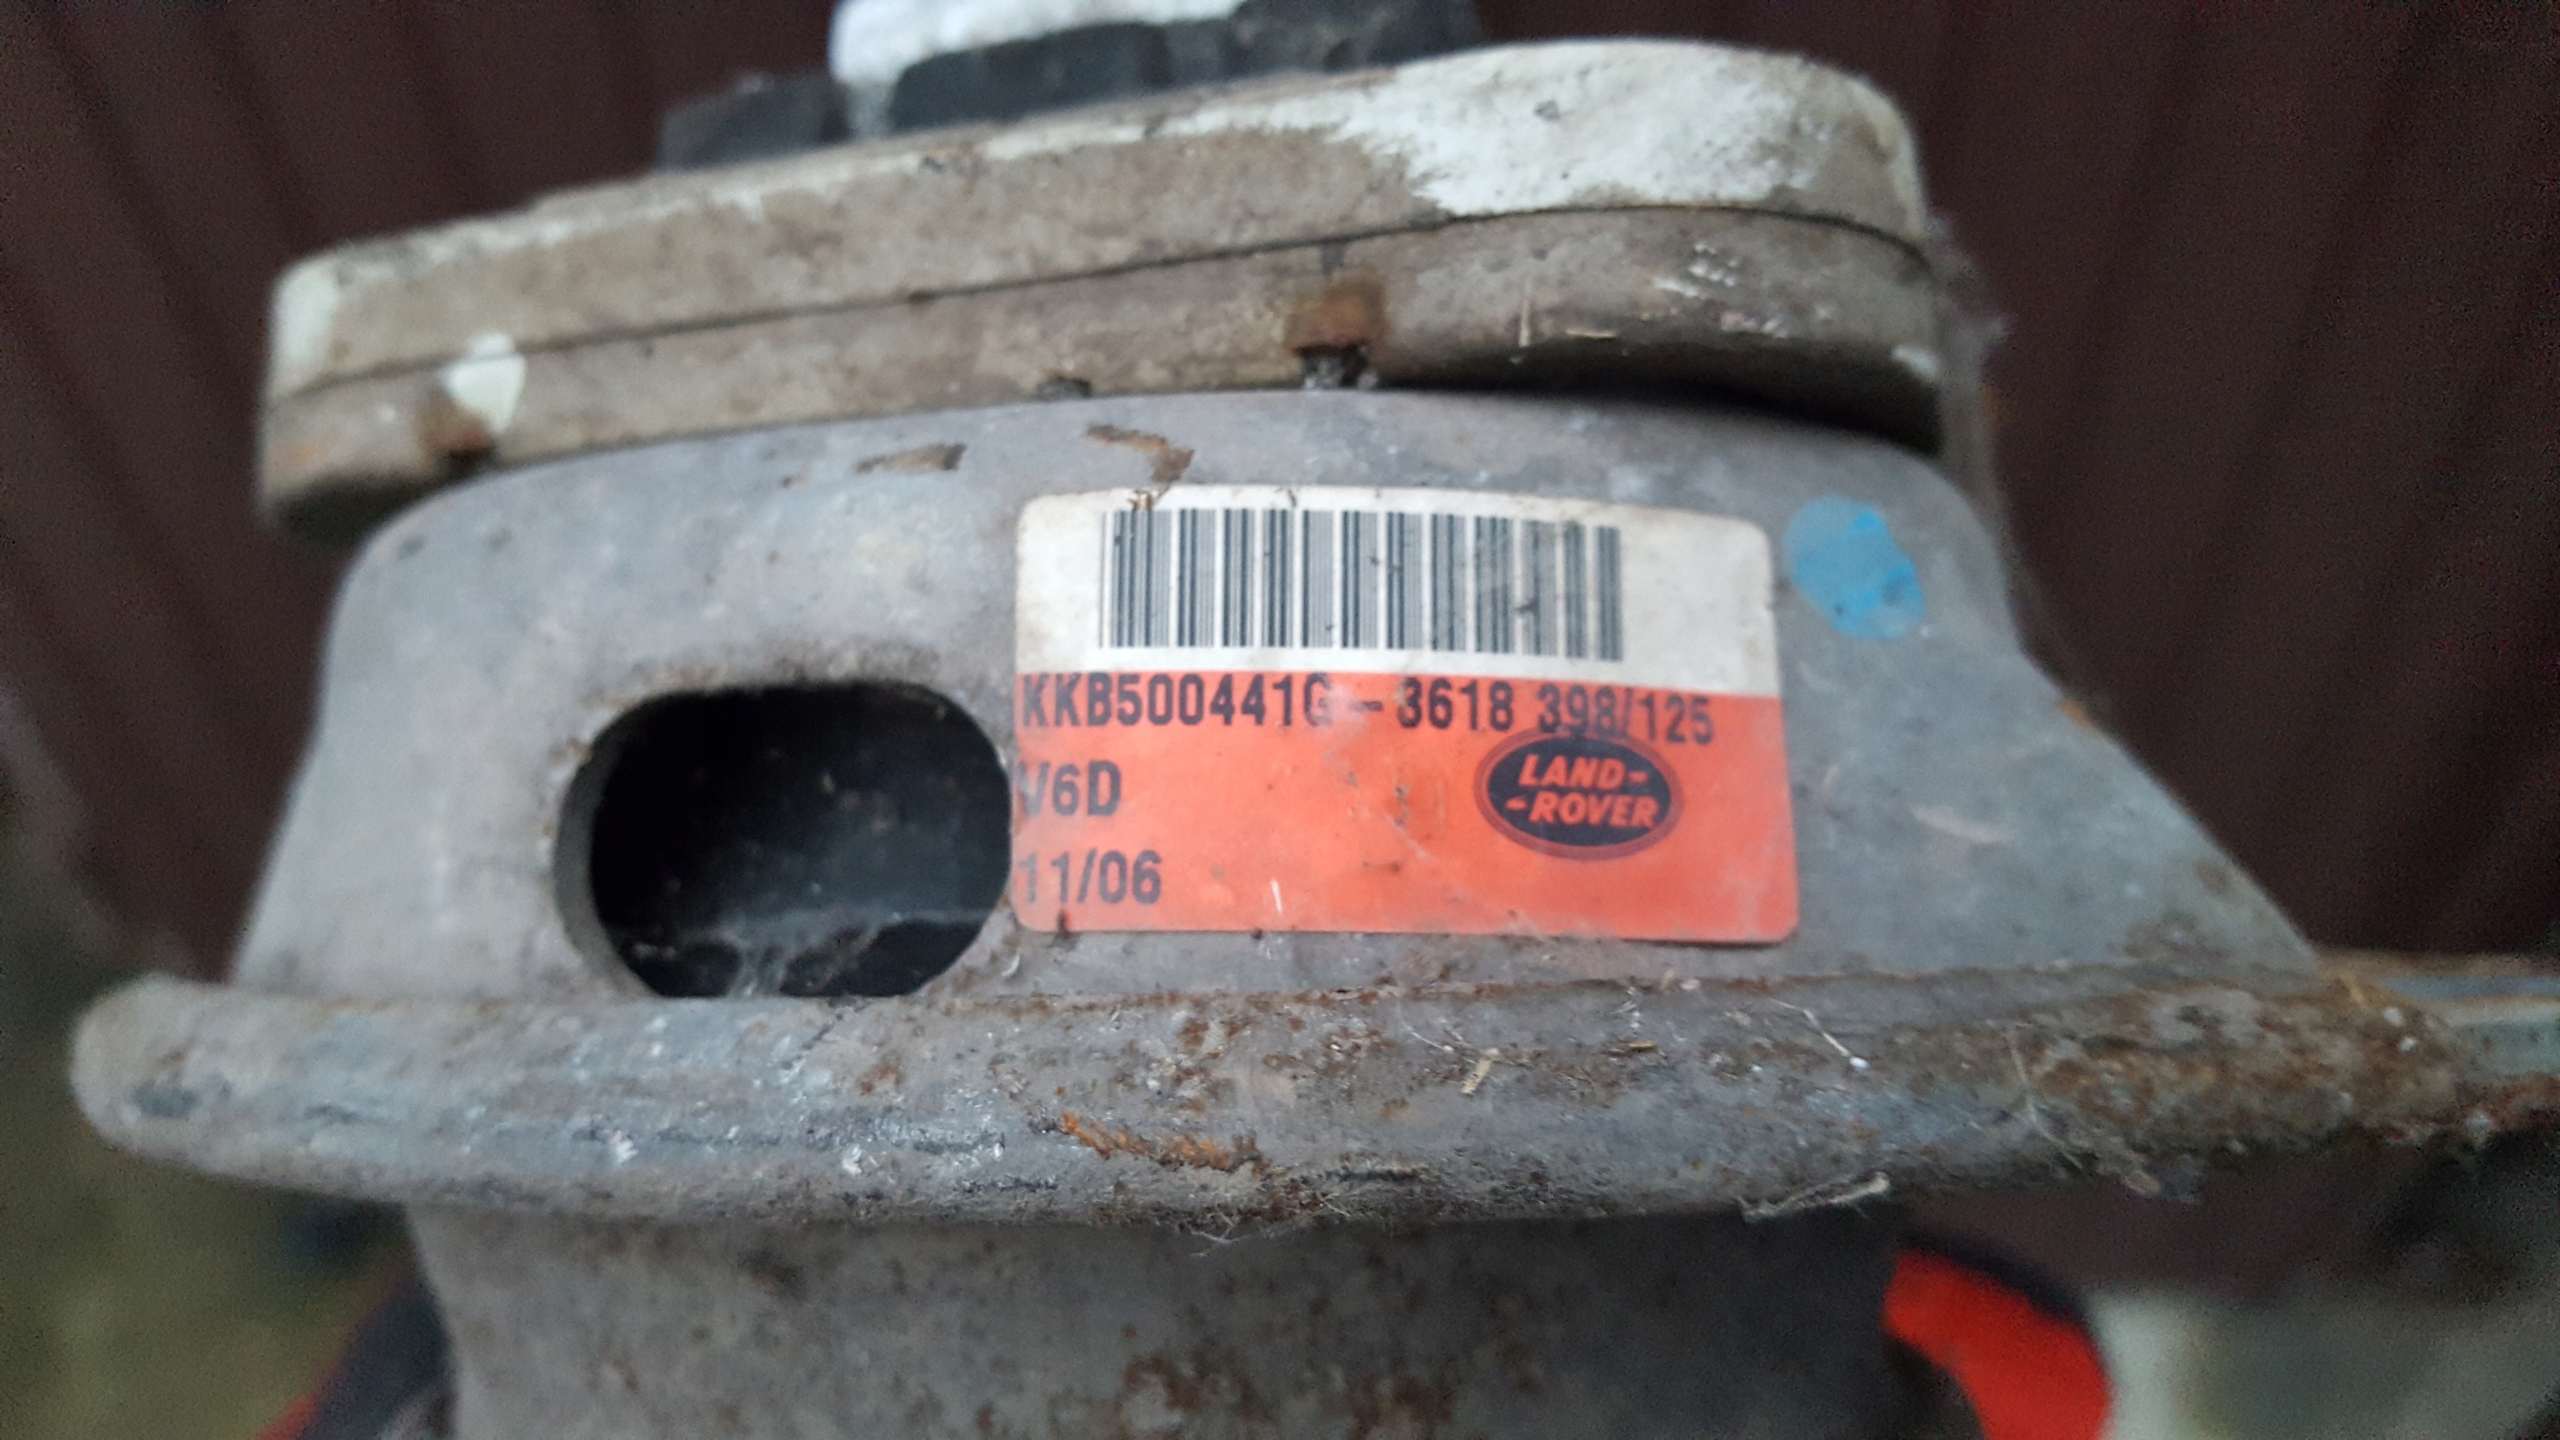 KKB500441G-3618 398/125
V6D
LAND-
-ROVER
11/06